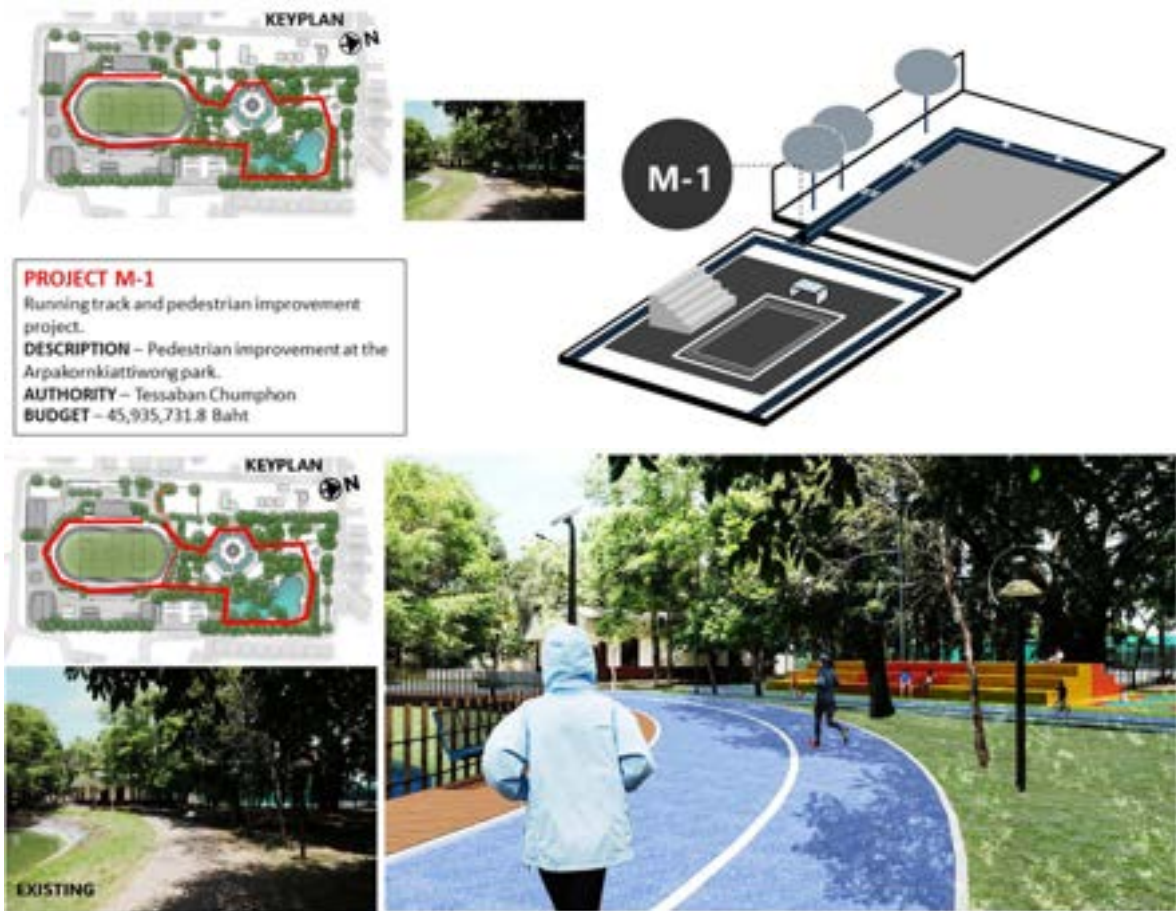 KEYPLAN
N
M-1
PROJECT M-1
Running track and pedestrian improvement
project.
DESCRIPTION – Pedestrian improvement at the
Arpakornkiattiwong park.
AUTHORITY – Tessaban Chumphon
BUDGET – 45,935,731.8 Baht
KEYPLAN
N
EXISTING